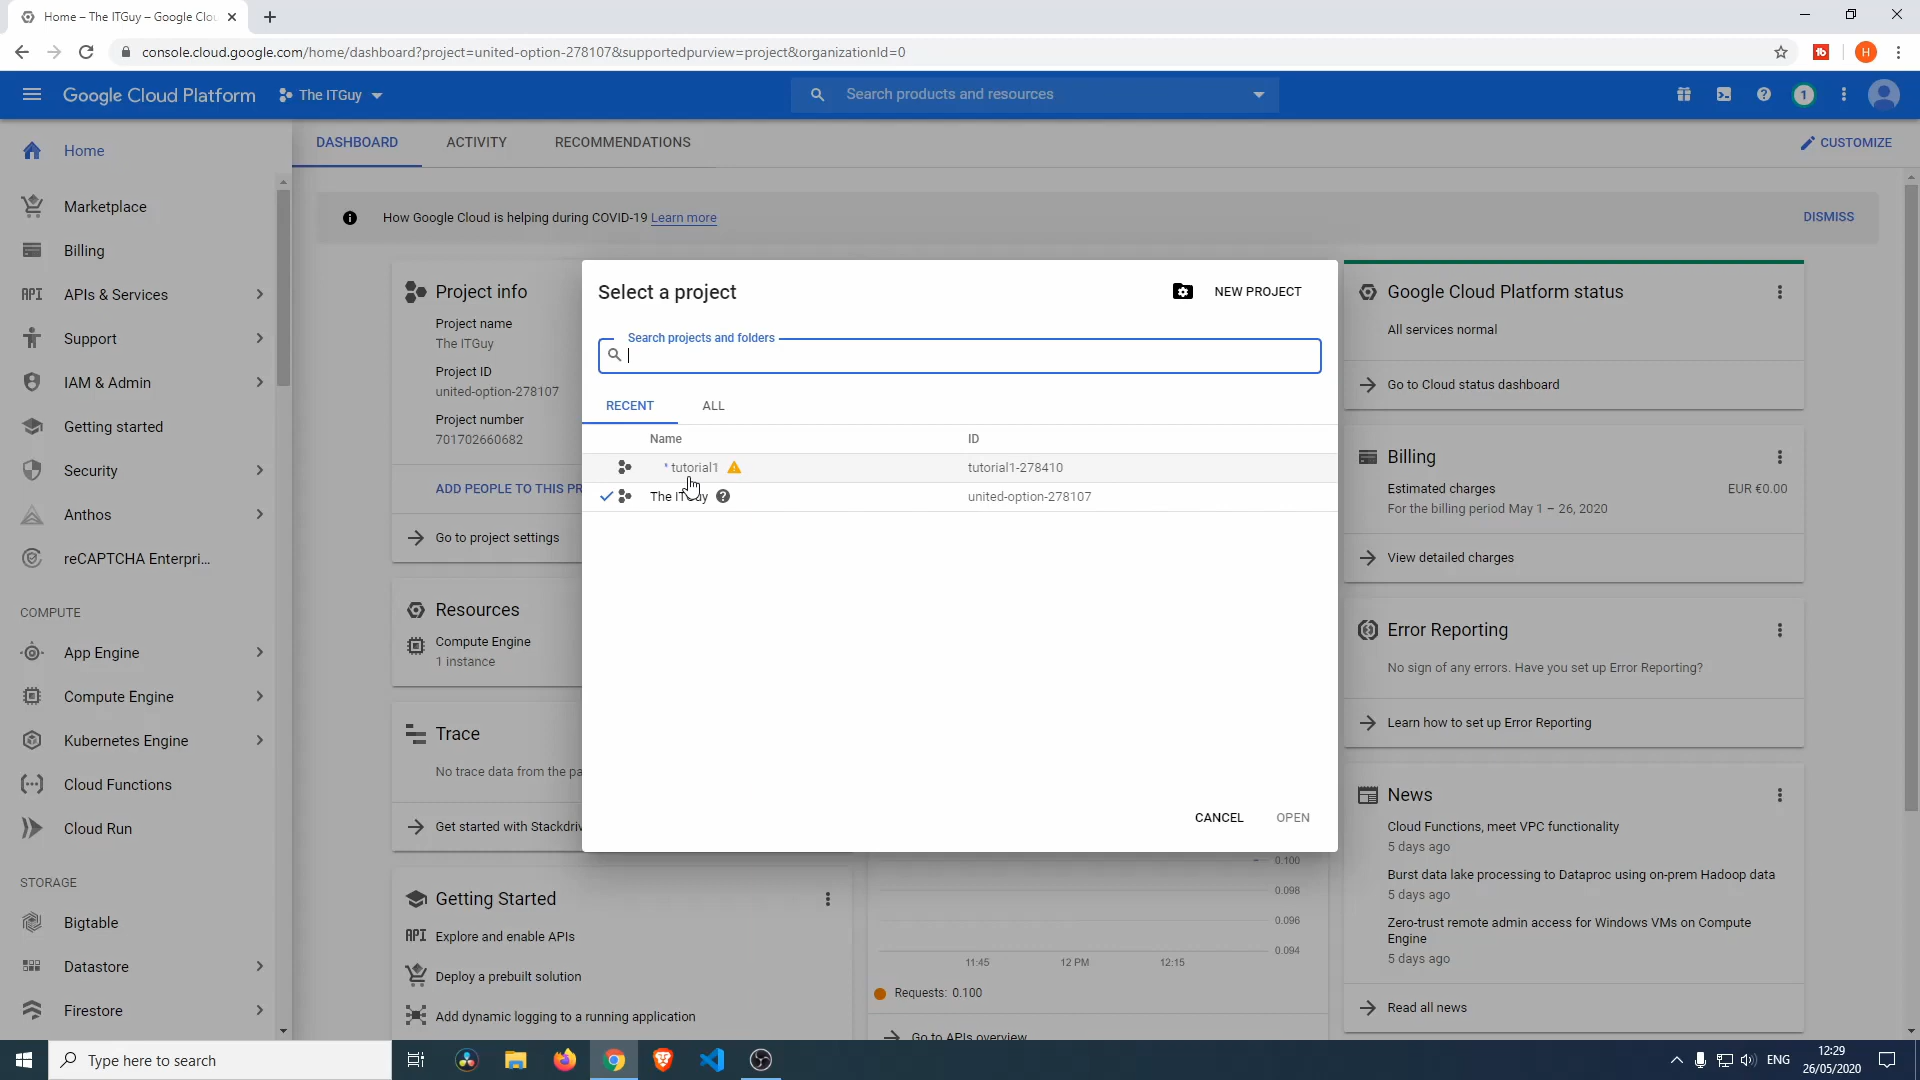 Home – The ITGuy – Google Clou
console.cloud.google.com/home/dashboard?project=united-option-278107&supportedpurview=project&organizationId=0
H
Google Cloud Platform
The ITGuy
Search products and resources
1
Home
Marketplace
Billing
API APIs & Services
Support
IAM & Admin
Getting started
Security
Anthos
reCAPTCHA Enterpri...
COMPUTE
App Engine
Compute Engine
Kubernetes Engine
Cloud Functions
Cloud Run
STORAGE
Bigtable
Datastore
Firestore
DASHBOARD
ACTIVITY
RECOMMENDATIONS
CUSTOMIZE
How Google Cloud is helping during COVID-19 Learn more
DISMISS
Project info
Project name
The ITGuy
Project ID
united-option-278107
Project number
701702660682
ADD PEOPLE TO THIS PR
Go to project settings
Resources
Compute Engine
1 instance
Trace
No trace data from the pa
Get started with Stackdriv
Getting Started
API Explore and enable APIs
Deploy a prebuilt solution
Add dynamic logging to a running application
Select a project
NEW PROJECT
Search projects and folders
RECENT
ALL
Name
ID
* tutorial1
tutorial1-278410
The ITGuy
united-option-278107
CANCEL
OPEN
0.100
0.098
0.096
0.094
11:45
12 PM
12:15
Requests: 0.100
Go to APIs overview
Google Cloud Platform status
All services normal
Go to Cloud status dashboard
Billing
Estimated charges
EUR €0.00
For the billing period May 1 – 26, 2020
View detailed charges
Error Reporting
No sign of any errors. Have you set up Error Reporting?
Learn how to set up Error Reporting
News
Cloud Functions, meet VPC functionality
5 days ago
Burst data lake processing to Dataproc using on-prem Hadoop data
5 days ago
Zero-trust remote admin access for Windows VMs on Compute
Engine
5 days ago
Read all news
Type here to search
ENG
12:29
26/05/2020